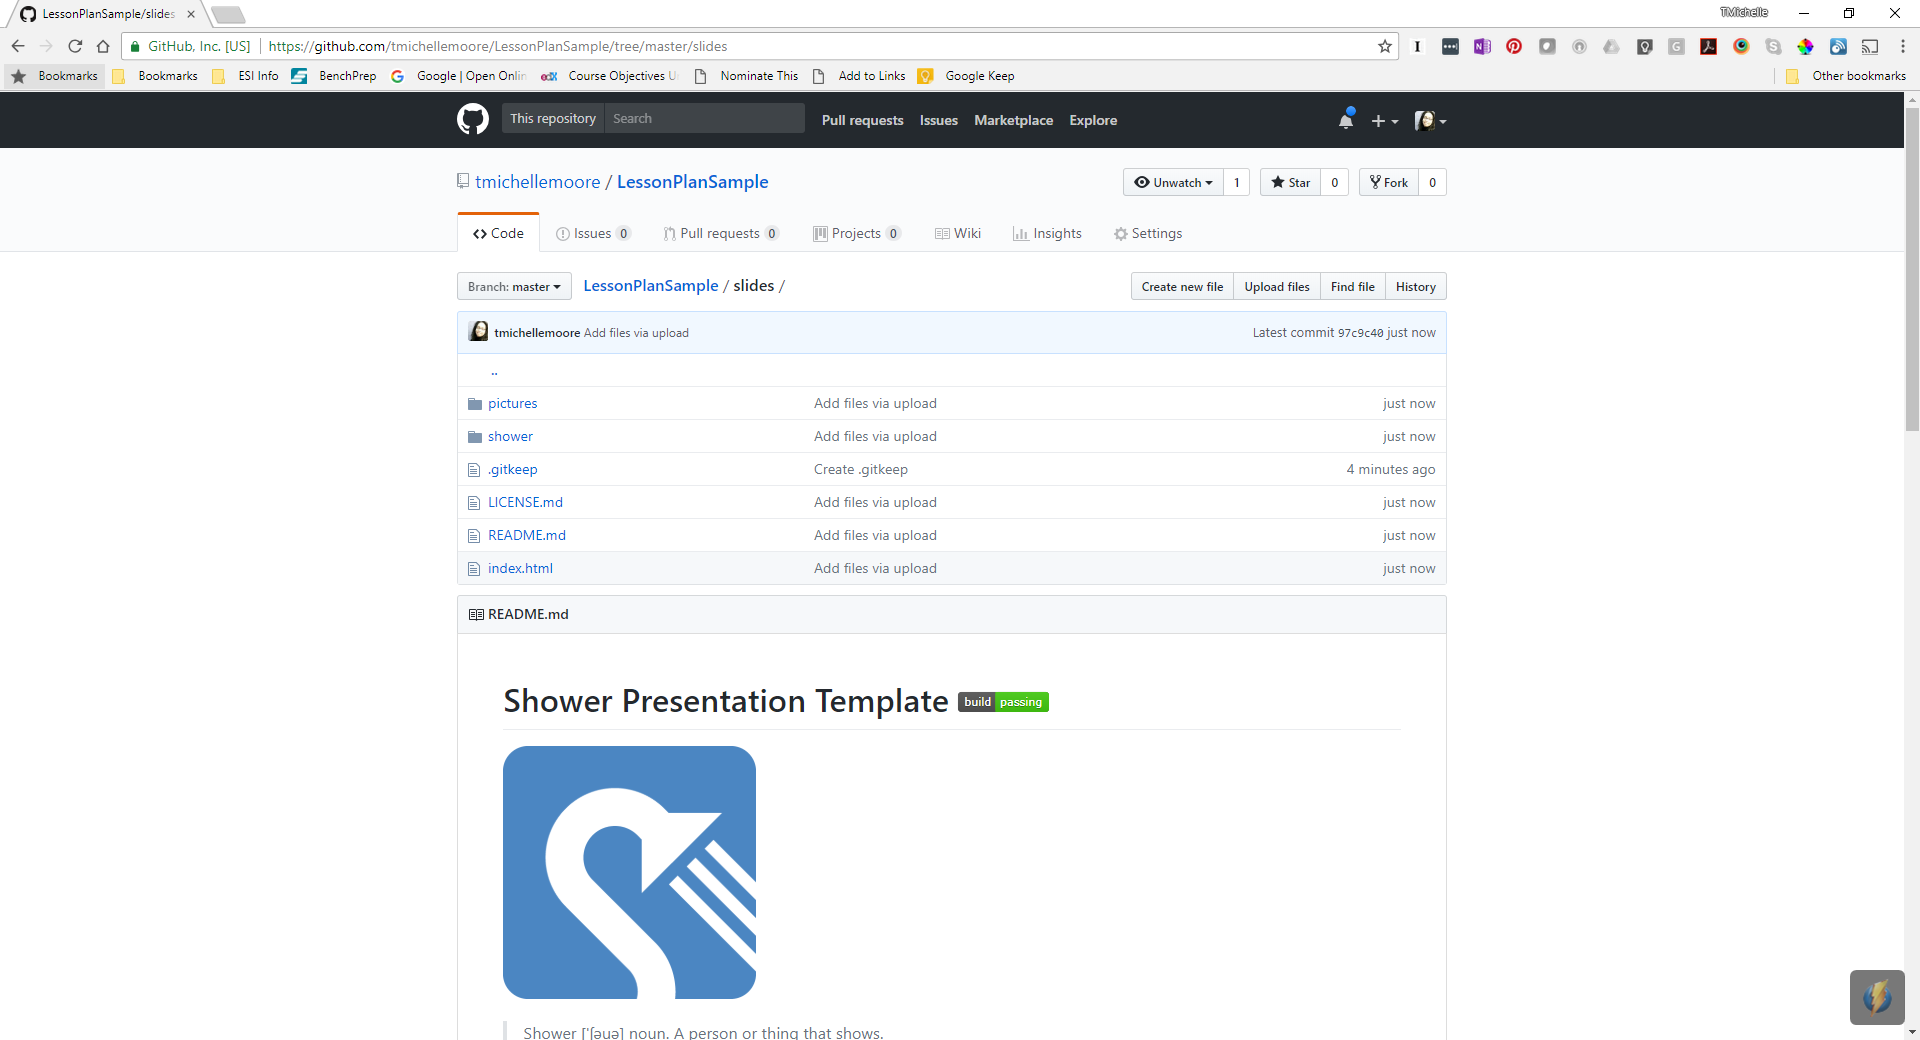 LessonPlanSample/slides
TMichelle
GitHub, Inc. [US] https://github.com/tmichellemoore/LessonPlanSample/tree/master/slides
Bookmarks Bookmarks ESI Info BenchPrep Google | Open Onlin Course Objectives U Nominate This Add to Links Google Keep Other bookmarks
This repository Search Pull requests Issues Marketplace Explore
tmichellemoore / LessonPlanSample
Unwatch 1 Star 0 Fork 0
Code Issues 0 Pull requests 0 Projects 0 Wiki Insights Settings
Branch: master LessonPlanSample / slides / Create new file Upload files Find file History
tmichellemoore Add files via upload Latest commit 97c9c40 just now
..
pictures Add files via upload just now
shower Add files via upload just now
.gitkeep Create .gitkeep 4 minutes ago
LICENSE.md Add files via upload just now
README.md Add files via upload just now
index.html Add files via upload just now
README.md
Shower Presentation Template build passing
Shower ['ʃəuə] noun. A person or thing that shows.